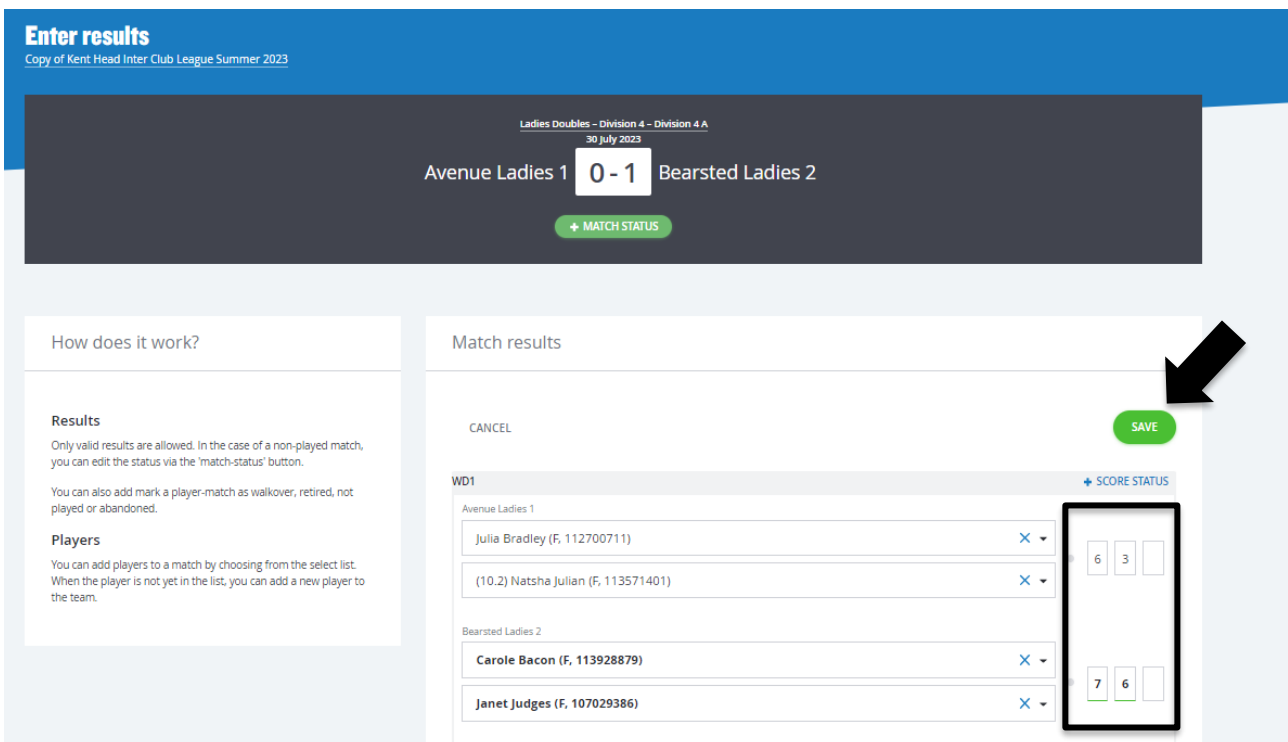 Enter results
Copy of Kent Head Inter Club League Summer 2023
Ladies Doubles – Division 4 – Division 4 A
30 July 2023
Avenue Ladies 1 0 - 1 Bearsted Ladies 2
+ MATCH STATUS
How does it work?
Results
Only valid results are allowed. In the case of a non-played match,
you can edit the status via the 'match-status' button.
You can also add mark a player-match as walkover, retired, not
played or abandoned.
Players
You can add players to a match by choosing from the select list.
When the player is not yet in the list, you can add a new player to
the team.
Match results
CANCEL SAVE
WD1 + SCORE STATUS
Avenue Ladies 1
Julia Bradley (F, 112700711)
6 3
(10.2) Natsha Julian (F, 113571401)
Bearsted Ladies 2
Carole Bacon (F, 113928879)
7 6
Janet Judges (F, 107029386)